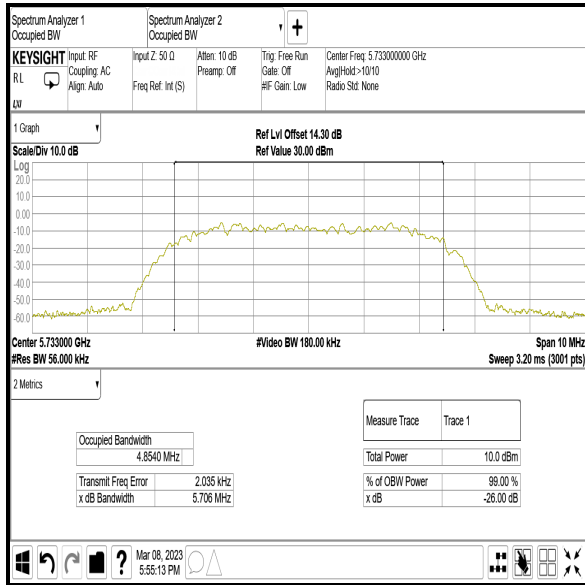 Spectrum Analyzer 1
Occupied BW
Spectrum Analyzer 2
Occupied BW
+
KEYSIGHT
RL
LXI
Input: RF
Coupling: AC
Align: Auto
Input Z: 50 Ω
Freq Ref: Int (S)
Atten: 10 dB
Preamp: Off
Trig: Free Run
Gate: Off
#IF Gain: Low
Center Freq: 5.733000000 GHz
Avg|Hold:>10/10
Radio Std: None
1 Graph
Scale/Div 10.0 dB
Ref Lvl Offset 14.30 dB
Ref Value 30.00 dBm
Log
20.0
10.0
0.00
-10.0
-20.0
-30.0
-40.0
-50.0
-60.0
Center 5.733000 GHz
#Res BW 56.000 kHz
#Video BW 180.00 kHz
Span 10 MHz
Sweep 3.20 ms (3001 pts)
2 Metrics
Occupied Bandwidth
4.8540 MHz
Transmit Freq Error 2.035 kHz
x dB Bandwidth 5.706 MHz
Measure Trace Trace 1
Total Power 10.0 dBm
% of OBW Power 99.00 %
x dB -26.00 dB
?
Mar 08, 2023
5:55:13 PM